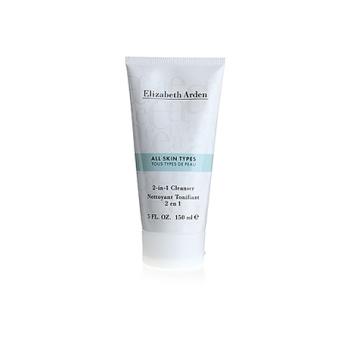 Elizabeth Arden
ALL SKIN TYPES
TOUS TYPES DE PEAU
2-in-1 Cleanser
Nettoyant Tonifiant
2 en 1
5 FL. OZ. 150 ml ℮